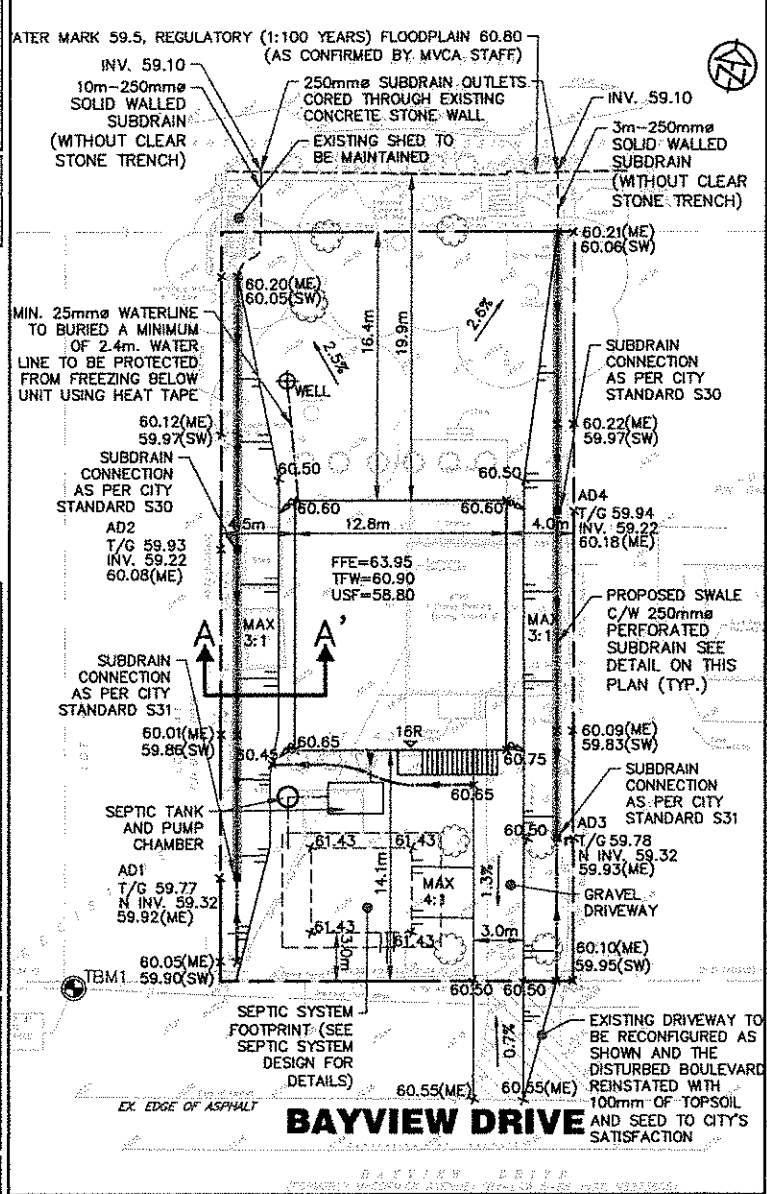 ATER MARK 59.5, REGULATORY (1:100 YEARS) FLOODPLAIN 60.80
(AS CONFIRMED BY MVCA STAFF)
INV. 59.10
10m-250mmø
SOLID WALLED
SUBDRAIN
(WITHOUT CLEAR
STONE TRENCH)
250mmø SUBDRAIN OUTLETS
CORED THROUGH EXISTING
CONCRETE STONE WALL
EXISTING SHED TO
BE MAINTAINED
INV. 59.10
3m-250mmø
SOLID WALLED
SUBDRAIN
(WITHOUT CLEAR
STONE TRENCH)
60.21(ME)
60.06(SW)
60.20(ME)
60.05(SW)
16.4m
19.9m
2.6%
2.5%
MIN. 25mmø WATERLINE
TO BURIED A MINIMUM
OF 2.4m. WATER
LINE TO BE PROTECTED
FROM FREEZING BELOW
UNIT USING HEAT TAPE
WELL
SUBDRAIN
CONNECTION
AS PER CITY
STANDARD S30
60.12(ME)
59.97(SW)
60.22(ME)
59.97(SW)
SUBDRAIN
CONNECTION
AS PER CITY
STANDARD S30
60.50
60.50
60.60
60.60
AD2
T/G 59.93
INV. 59.22
60.08(ME)
4.5m
12.8m
4.0m
AD4
T/G 59.94
INV. 59.22
60.18(ME)
FFE=63.95
TFW=60.90
USF=58.80
MAX
3:1
MAX
3:1
A
A'
PROPOSED SWALE
C/W 250mmø
PERFORATED
SUBDRAIN SEE
DETAIL ON THIS
PLAN (TYP.)
SUBDRAIN
CONNECTION
AS PER CITY
STANDARD S31
60.01(ME)
59.86(SW)
60.09(ME)
59.83(SW)
60.45
60.65
16R
60.75
60.65
SEPTIC TANK
AND PUMP
CHAMBER
SUBDRAIN
CONNECTION
AS PER CITY
STANDARD S31
60.50
AD3
T/G 59.78
N INV. 59.32
59.93(ME)
61.43
61.43
14.1m
MAX
4:1
1.3%
GRAVEL
DRIVEWAY
AD1
T/G 59.77
N INV. 59.32
59.92(ME)
61.43
61.43
3.0m
3.0m
60.05(ME)
59.90(SW)
60.10(ME)
59.95(SW)
TBM1
60.50
60.50
SEPTIC SYSTEM
FOOTPRINT (SEE
SEPTIC SYSTEM
DESIGN FOR
DETAILS)
0.7%
EXISTING DRIVEWAY TO
BE RECONFIGURED AS
SHOWN AND THE
DISTURBED BOULEVARD
REINSTATED WITH
100mm OF TOPSOIL
AND SEED TO CITY'S
SATISFACTION
60.55(ME)
60.55(ME)
EX. EDGE OF ASPHALT
BAYVIEW DRIVE
BAYVIEW DRIVE